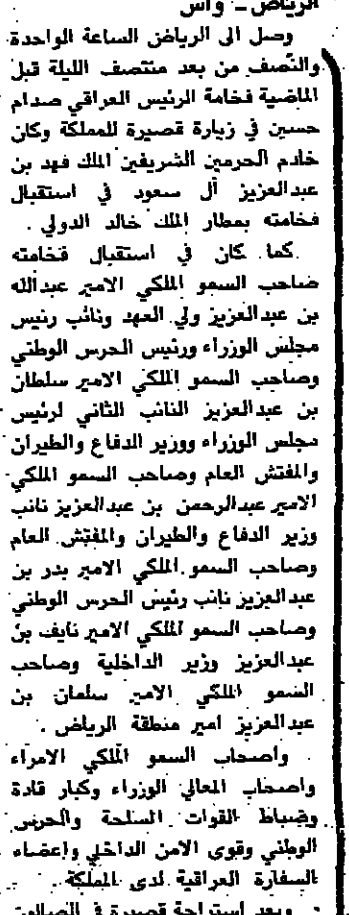 الرياض - واس
وصل الى الرياض الساعة الواحدة
والنصف من بعد منتصف الليلة قبل
الماضية فخامة الرئيس العراقي صدام
حسين في زيارة قصيرة للمملكة وكان
خادم الحرمين الشريفين الملك فهد بن
عبدالعزيز آل سعود في استقبال
فخامته بمطار الملك خالد الدولي .
كما كان في استقبال فخامته
صاحب السمو الملكي الامير عبدالله
بن عبدالعزيز ولي العهد ونائب رئيس
مجلس الوزراء ورئيس الحرس الوطني
وصاحب السمو الملكي الامير سلطان
بن عبدالعزيز النائب الثاني لرئيس
مجلس الوزراء ووزير الدفاع والطيران
والمفتش العام وصاحب السمو الملكي
الامير عبدالرحمن بن عبدالعزيز نائب
وزير الدفاع والطيران والمفتش العام
وصاحب السمو الملكي الامير بدر بن
عبدالعزيز نائب رئيس الحرس الوطني
وصاحب السمو الملكي الامير نايف بن
عبدالعزيز وزير الداخلية وصاحب
السمو الملكي الامير سلمان بن
عبدالعزيز امير منطقة الرياض .
وأصحاب السمو الملكي الامراء
واصحاب المعالي الوزراء وكبار قادة
وضباط القوات المسلحة والحرس
الوطني وقوى الامن الداخلي واعضاء
السفارة العراقية لدى المملكة .
وبعد استراحة قصيرة في